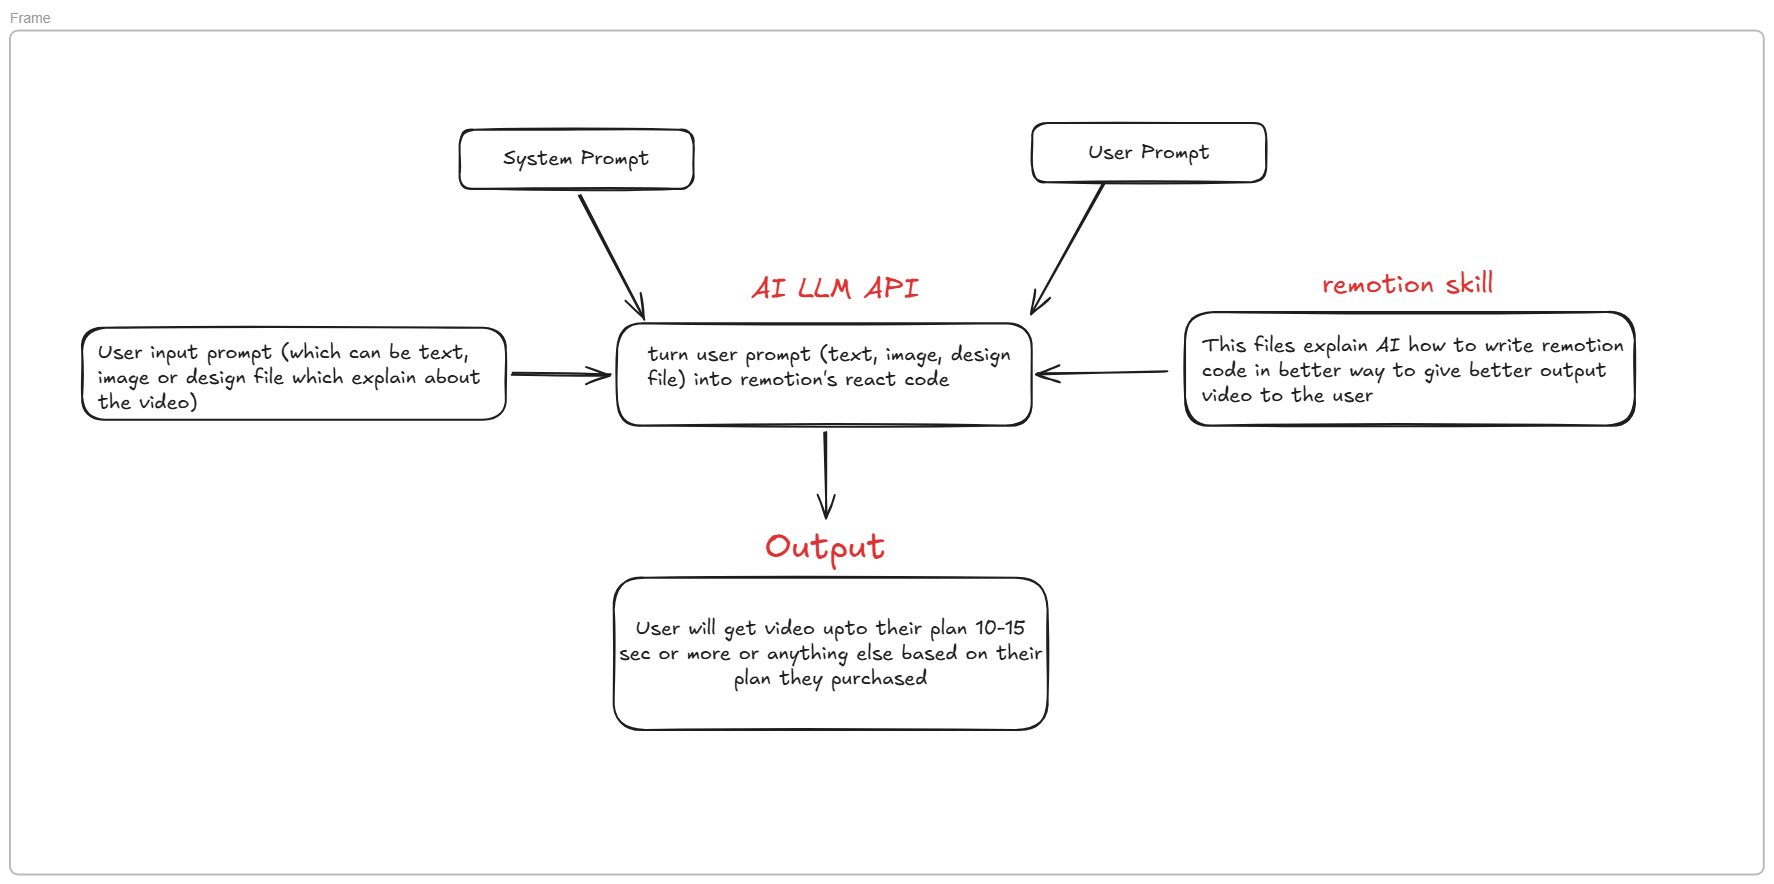 Frame
System Prompt
User Prompt
AI LLM API
remotion skill
User input prompt (which can be text,
image or design file which explain about
the video)
turn user prompt (text, image, design
file) into remotion's react code
This files explain AI how to write remotion
code in better way to give better output
video to the user
Output
User will get video upto their plan 10-15
sec or more or anything else based on their
plan they purchased